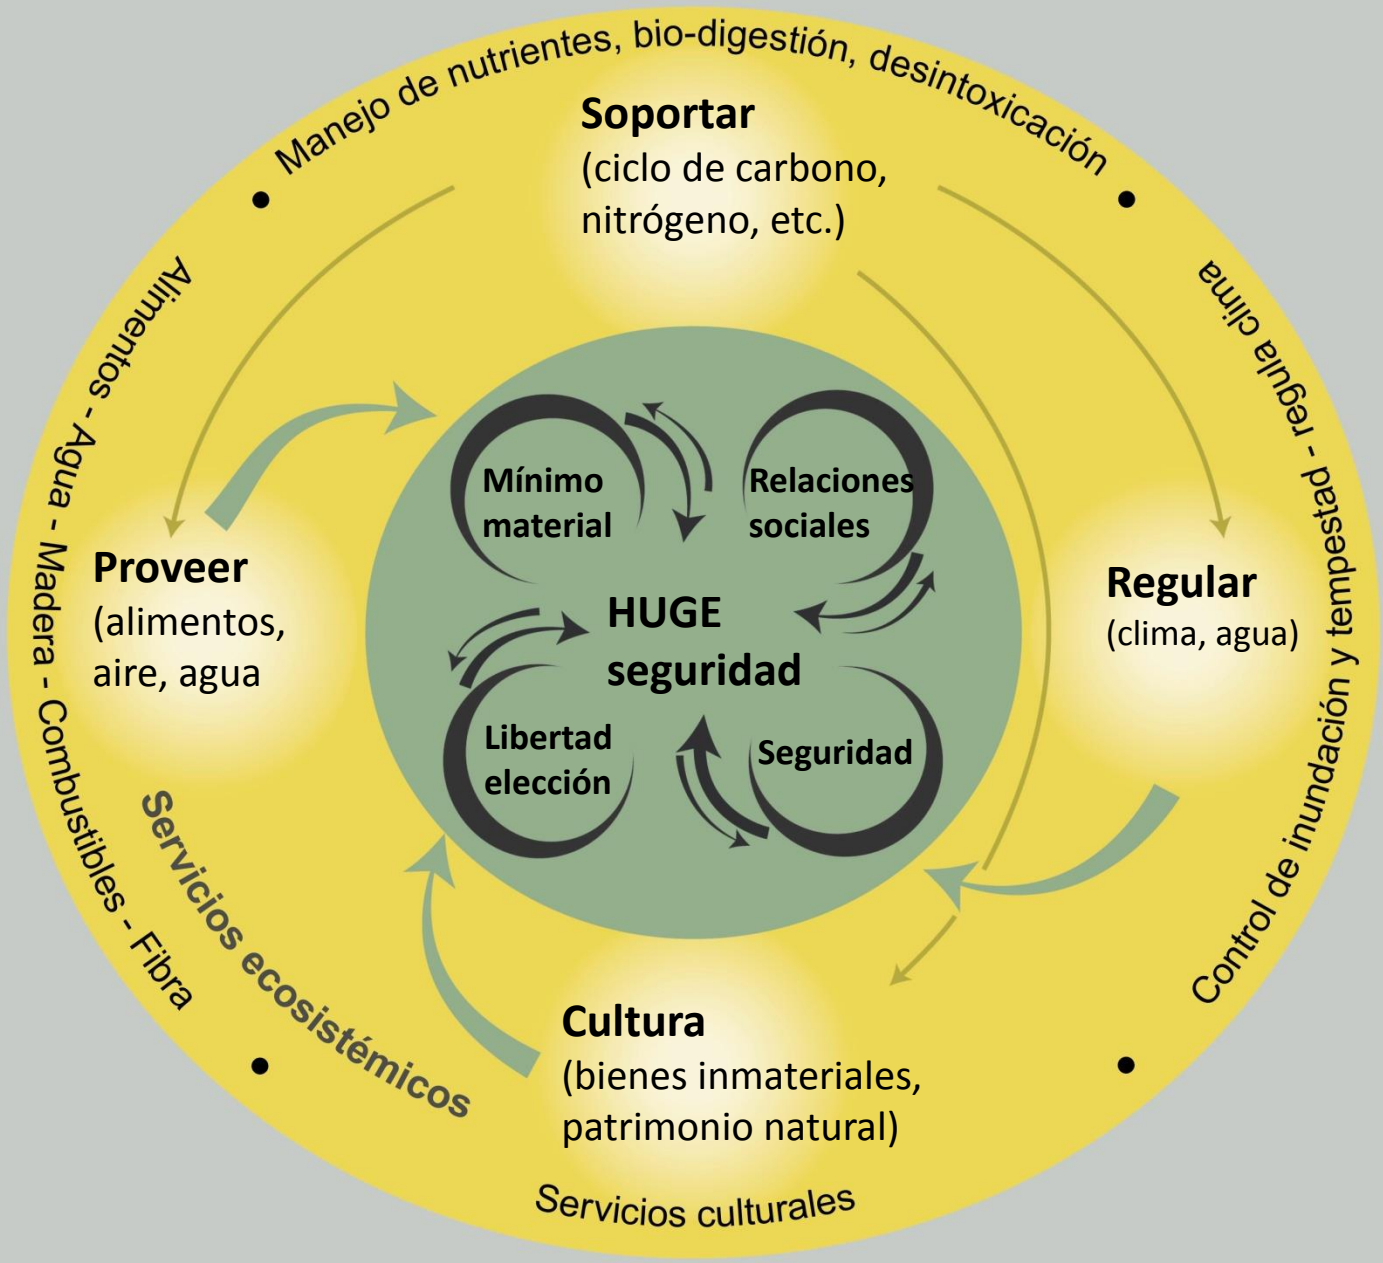 Manejo de nutrientes, bio-digestión, desintoxicación
Soportar
(ciclo de carbono,
nitrógeno, etc.)
Alimentos - Agua - Madera - Combustibles - Fibra
Control de inundación y tempestad - regula clima
Mínimo
material
Relaciones
sociales
Proveer
(alimentos,
aire, agua
HUGE
seguridad
Regular
(clima, agua)
Libertad
elección
Seguridad
Servicios ecosistémicos
Cultura
(bienes inmateriales,
patrimonio natural)
Servicios culturales